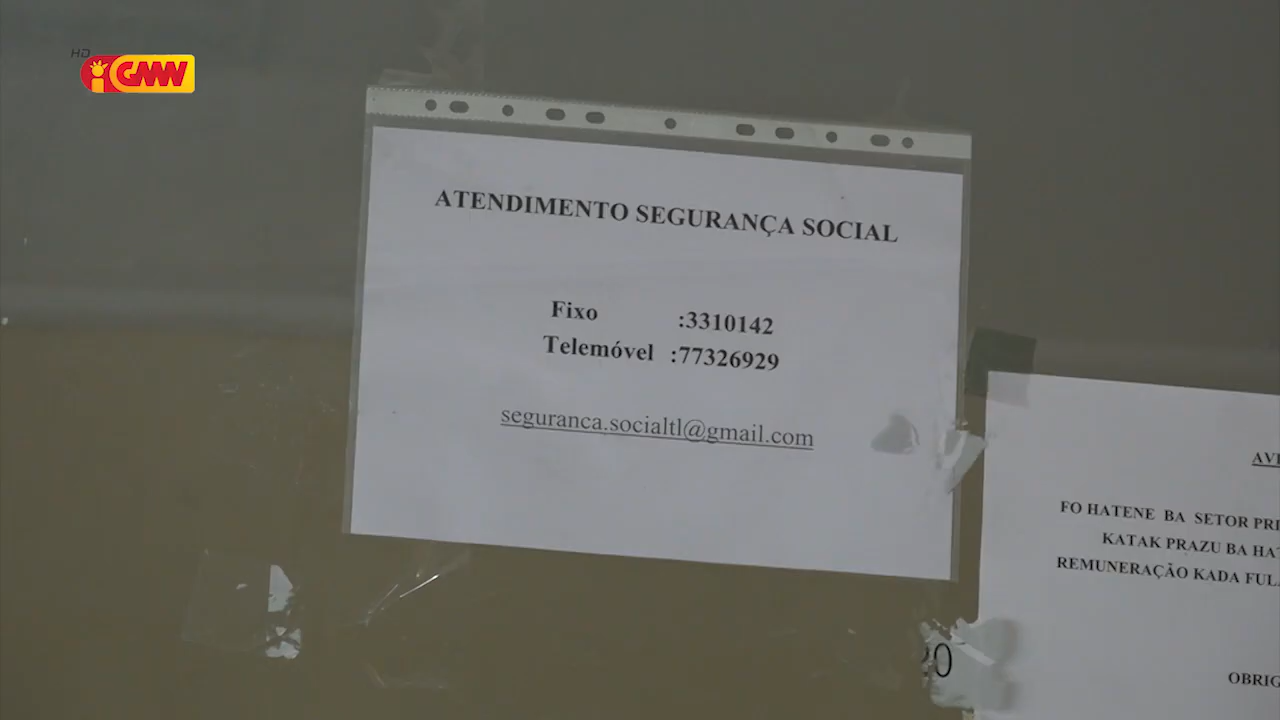 HD
GMN
ATENDIMENTO SEGURANÇA SOCIAL
Fixo :3310142
Telemóvel :77326929
seguranca.socialtl@gmail.com
FO HATENE BA SETOR
KATAK PRAZU BA
REMUNERAÇÃO KADA